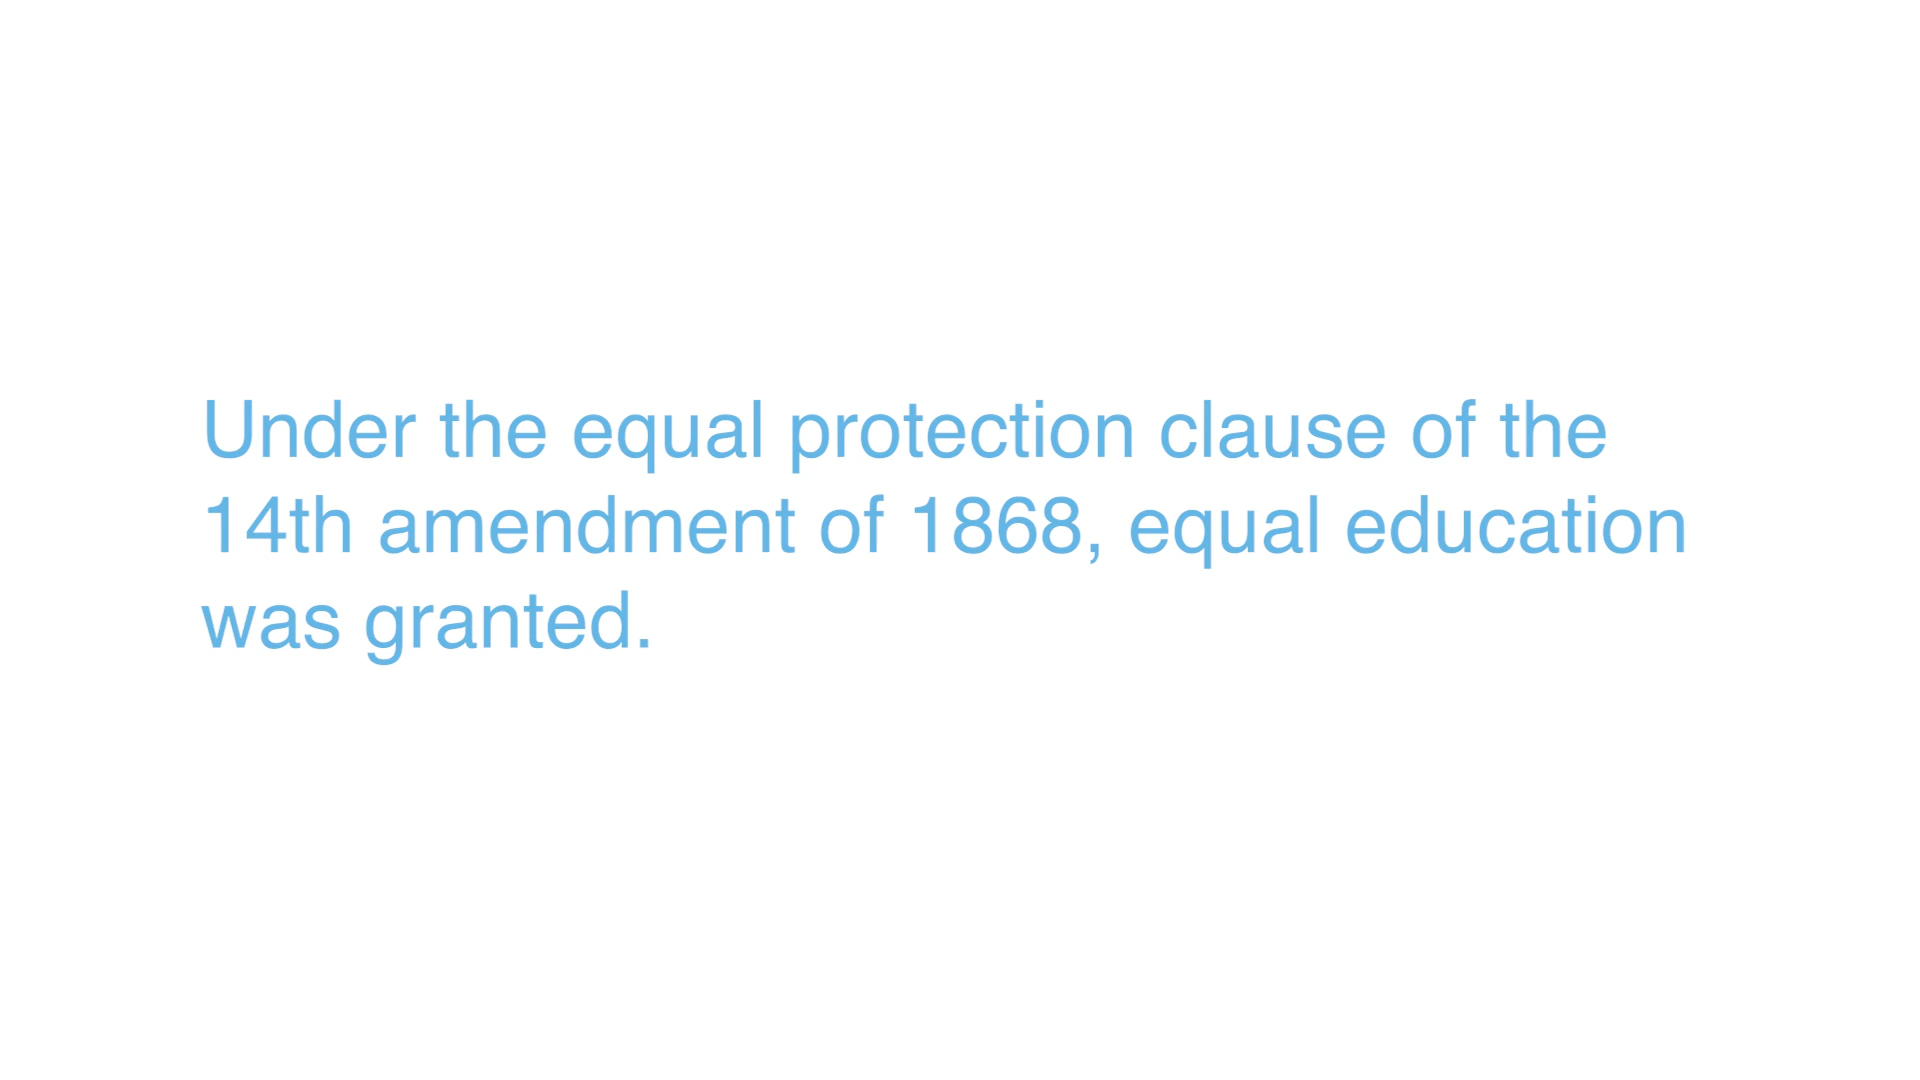 Under the equal protection clause of the
14th amendment of 1868, equal education
was granted.